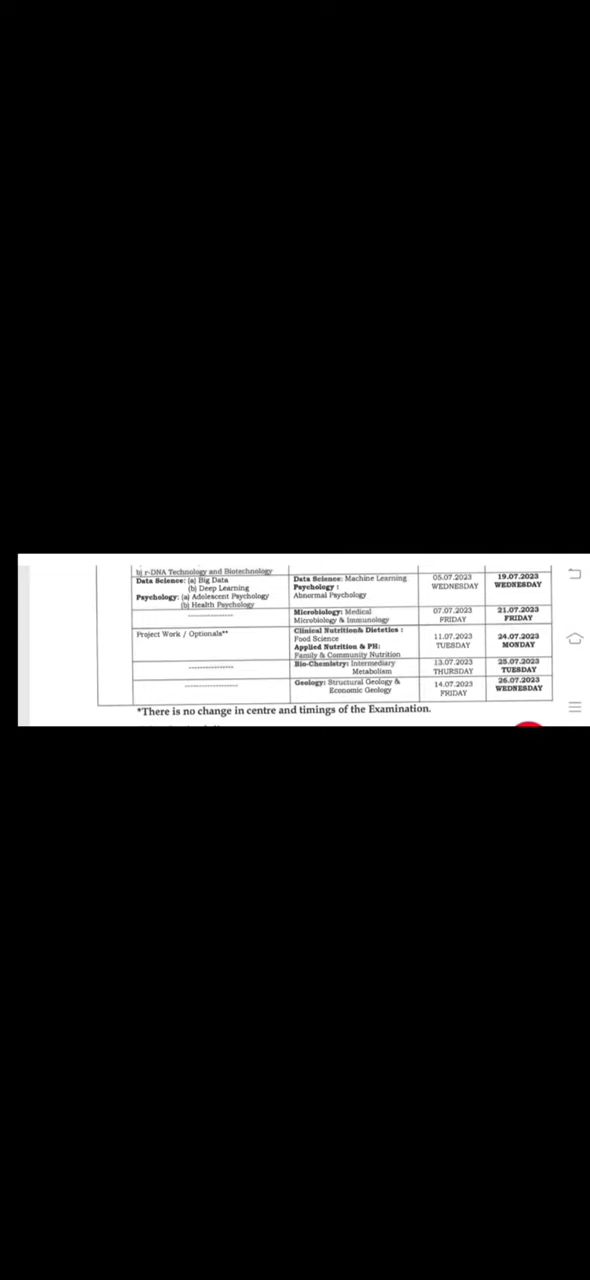 b) r-DNA Technology and Biotechnology
Data Science: (a) Big Data
(b) Deep Learning
Psychology: (a) Adolescent Psychology
(b) Health Psychology
Data Science: Machine Learning
Psychology :
Abnormal Psychology
05.07.2023
WEDNESDAY
19.07.2023
WEDNESDAY
--------------
Microbiology: Medical
Microbiology & Immunology
07.07.2023
FRIDAY
21.07.2023
FRIDAY
Project Work / Optionals**
Clinical Nutrition& Dietetics :
Food Science
Applied Nutrition & PH:
Family & Community Nutrition
11.07.2023
TUESDAY
24.07.2023
MONDAY
--------------
Bio-Chemistry: Intermediary
Metabolism
13.07.2023
THURSDAY
25.07.2023
TUESDAY
----------------
Geology: Structural Geology &
Economic Geology
14.07.2023
FRIDAY
26.07.2023
WEDNESDAY
*There is no change in centre and timings of the Examination.